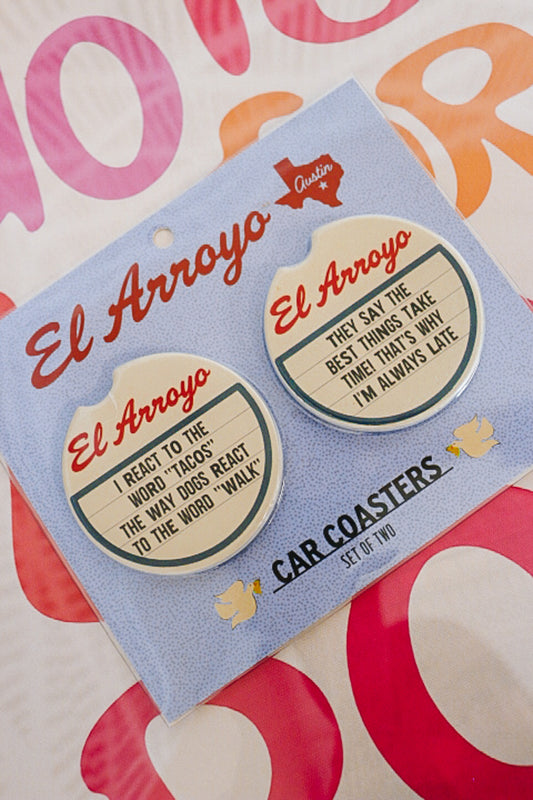 Austin
El Arroyo
El Arroyo
THEY SAY THE
BEST THINGS TAKE
TIME! THAT'S WHY
I'M ALWAYS LATE
El Arroyo
I REACT TO THE
WORD "TACOS"
THE WAY DOGS REACT
TO THE WORD "WALK"
CAR COASTERS
SET OF TWO